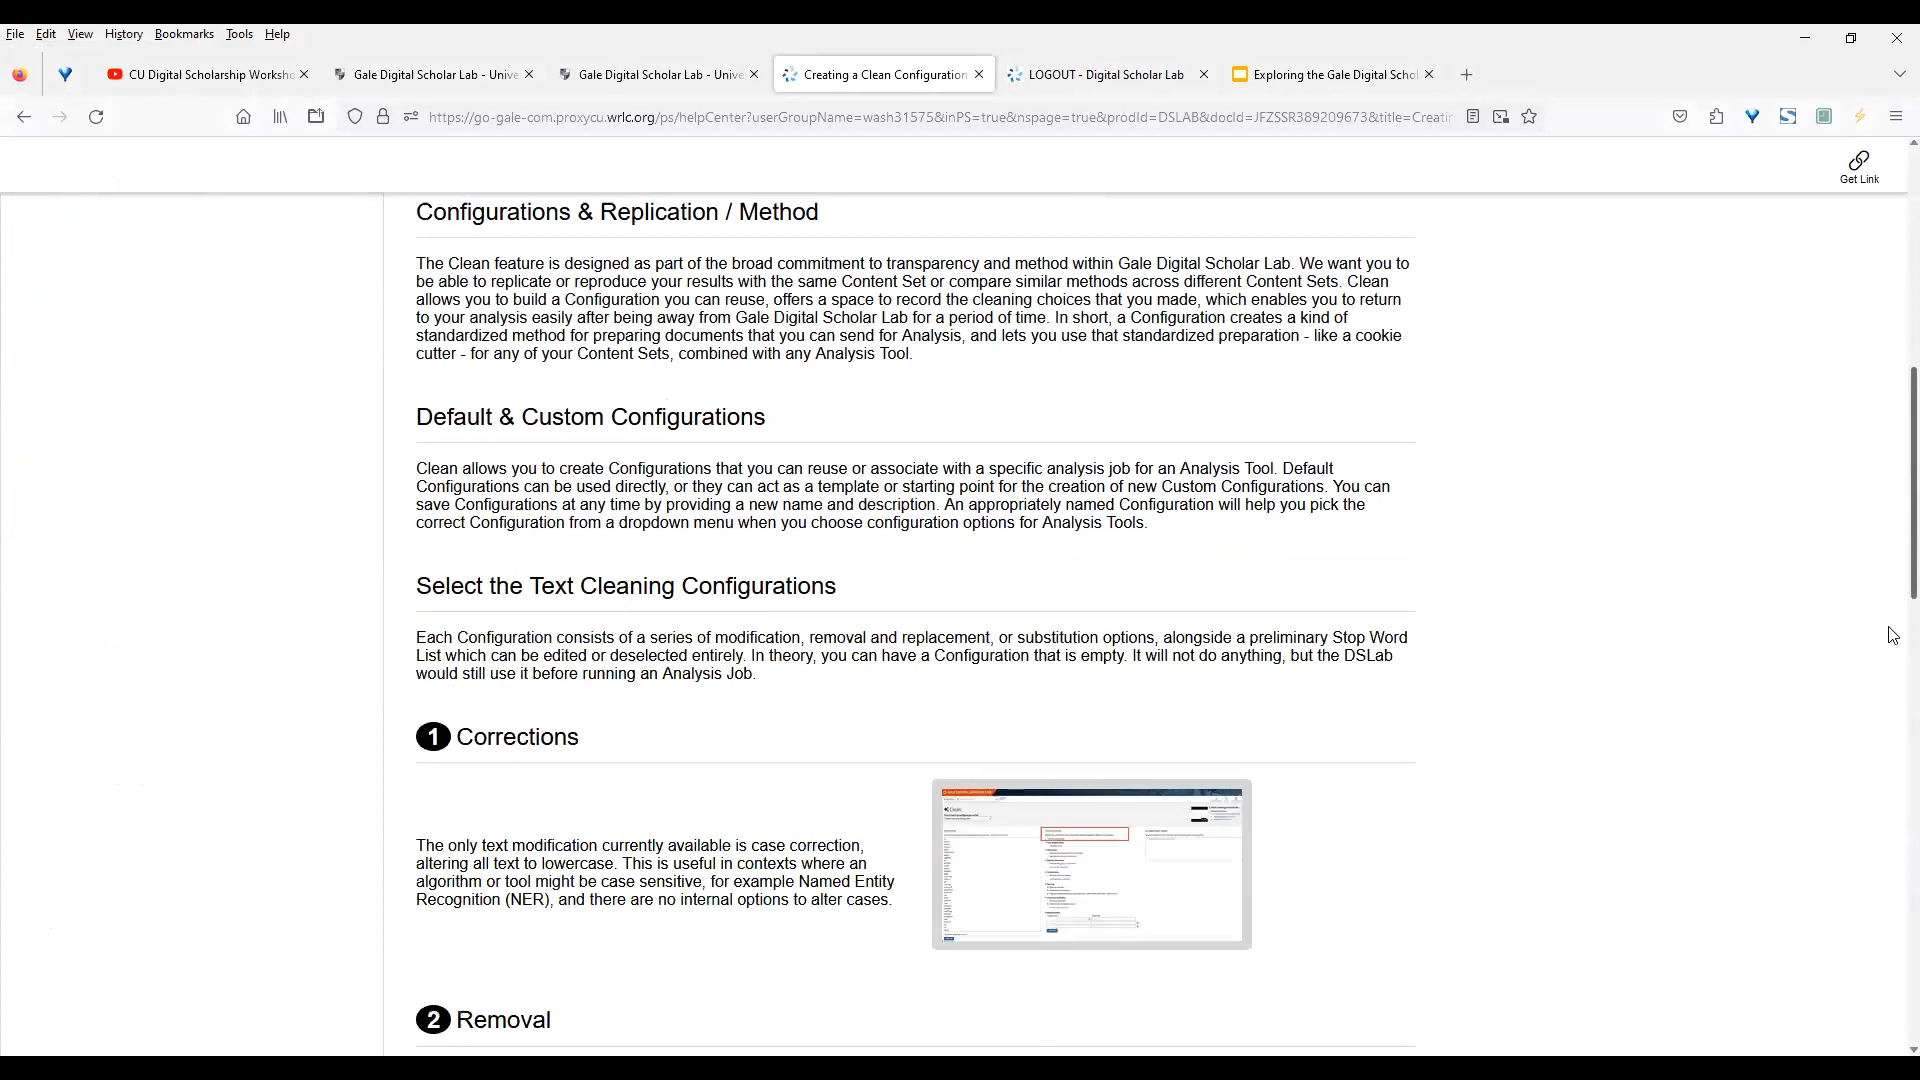 File Edit View History Bookmarks Tools Help
CU Digital Scholarship Worksho
Gale Digital Scholar Lab - Unive
Gale Digital Scholar Lab - Unive
Creating a Clean Configuration
LOGOUT - Digital Scholar Lab
Exploring the Gale Digital Schol
https://go-gale-com.proxycu.wrlc.org/ps/helpCenter?userGroupName=wash31575&inPS=true&nspage=true&prodId=DSLAB&docId=JFZSSR389209673&title=Creatin
Get Link
Configurations & Replication / Method
The Clean feature is designed as part of the broad commitment to transparency and method within Gale Digital Scholar Lab. We want you to
be able to replicate or reproduce your results with the same Content Set or compare similar methods across different Content Sets. Clean
allows you to build a Configuration you can reuse, offers a space to record the cleaning choices that you made, which enables you to return
to your analysis easily after being away from Gale Digital Scholar Lab for a period of time. In short, a Configuration creates a kind of
standardized method for preparing documents that you can send for Analysis, and lets you use that standardized preparation - like a cookie
cutter - for any of your Content Sets, combined with any Analysis Tool.
Default & Custom Configurations
Clean allows you to create Configurations that you can reuse or associate with a specific analysis job for an Analysis Tool. Default
Configurations can be used directly, or they can act as a template or starting point for the creation of new Custom Configurations. You can
save Configurations at any time by providing a new name and description. An appropriately named Configuration will help you pick the
correct Configuration from a dropdown menu when you choose configuration options for Analysis Tools.
Select the Text Cleaning Configurations
Each Configuration consists of a series of modification, removal and replacement, or substitution options, alongside a preliminary Stop Word
List which can be edited or deselected entirely. In theory, you can have a Configuration that is empty. It will not do anything, but the DSLab
would still use it before running an Analysis Job.
1 Corrections
The only text modification currently available is case correction,
altering all text to lowercase. This is useful in contexts where an
algorithm or tool might be case sensitive, for example Named Entity
Recognition (NER), and there are no internal options to alter cases.
2 Removal